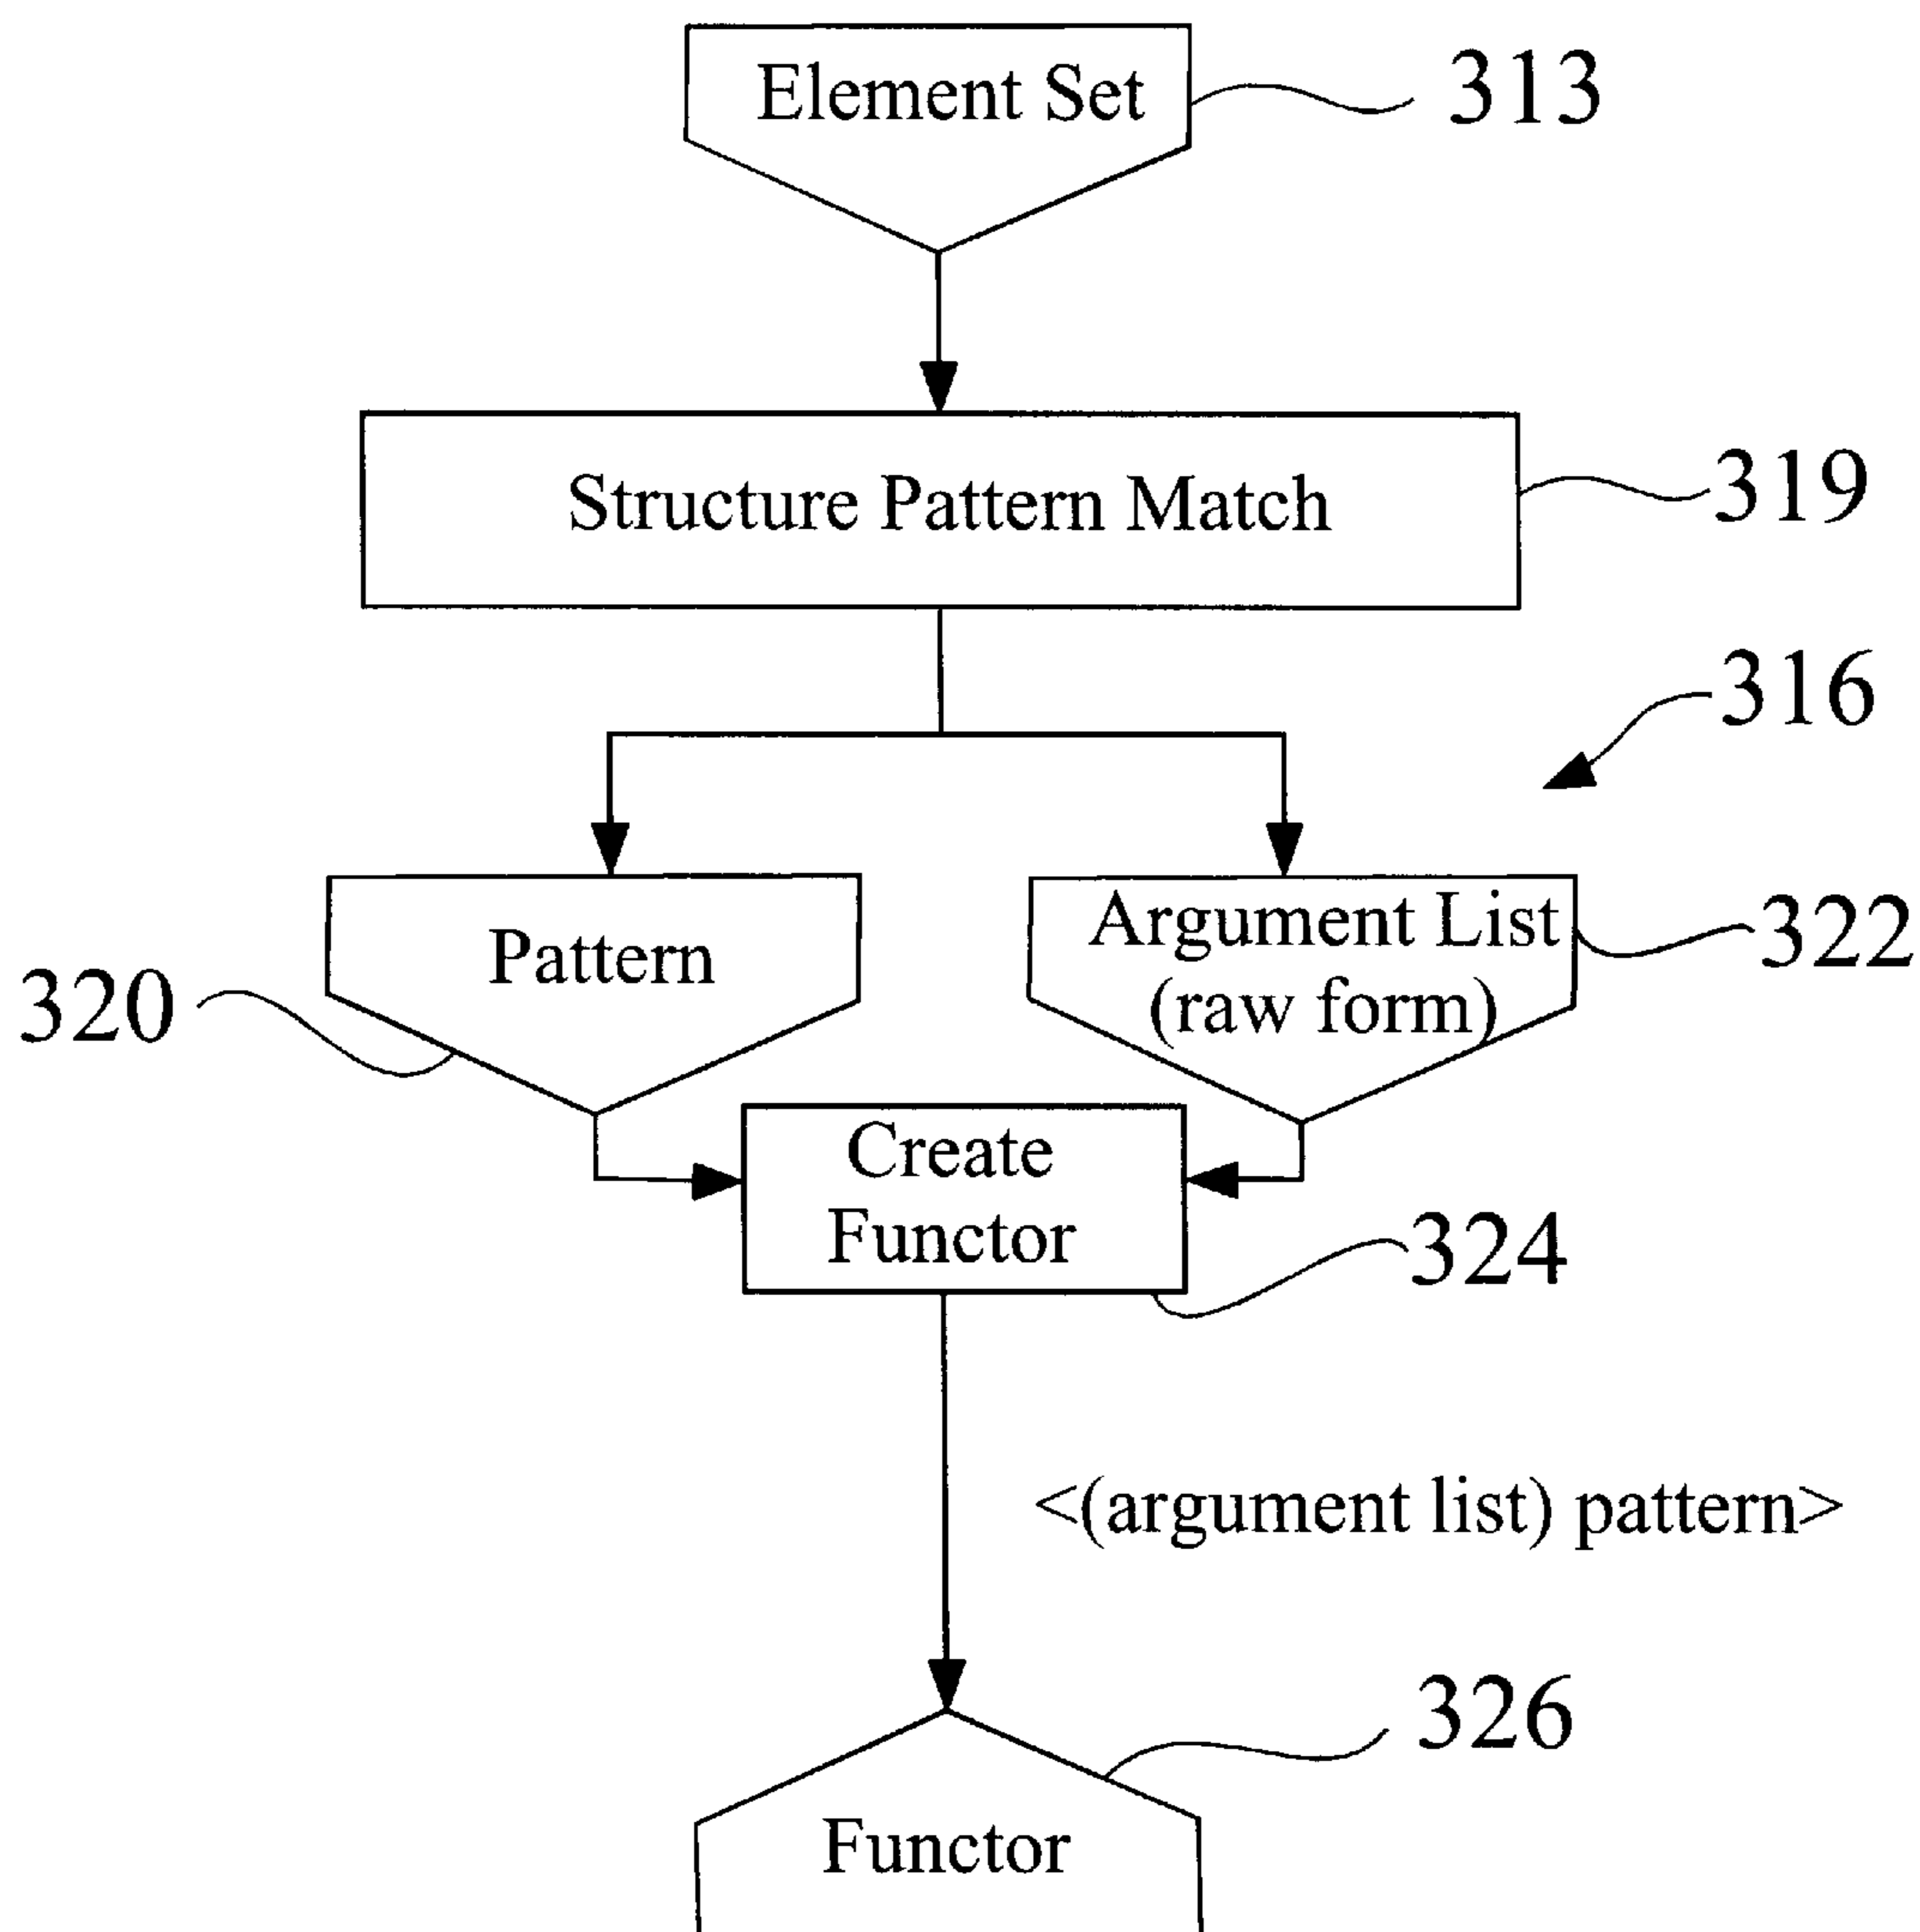 Element Set
313
Structure Pattern Match
319
316
Pattern
Argument List
(raw form)
322
320
Create
Functor
324
<(argument list) pattern>
326
Functor